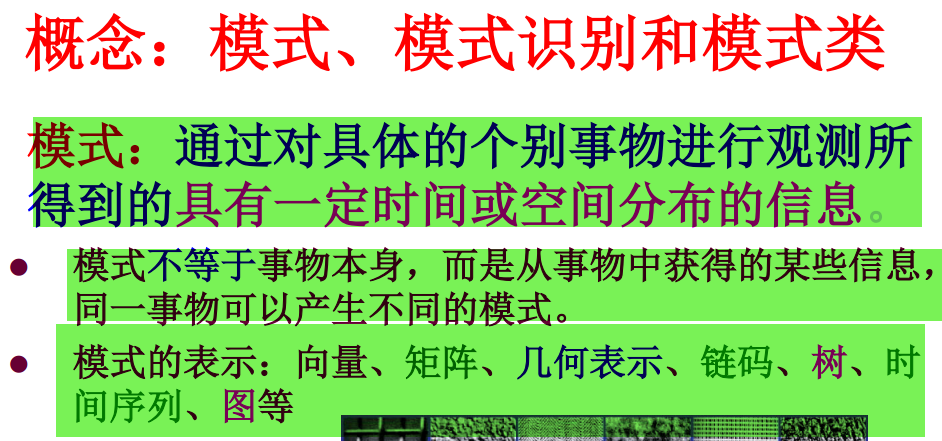 概念：模式、模式识别和模式类
模式：通过对具体的个别事物进行观测所
得到的具有一定时间或空间分布的信息。
● 模式不等于事物本身，而是从事物中获得的某些信息，
同一事物可以产生不同的模式。
● 模式的表示：向量、矩阵、几何表示、链码、树、时
间序列、图等